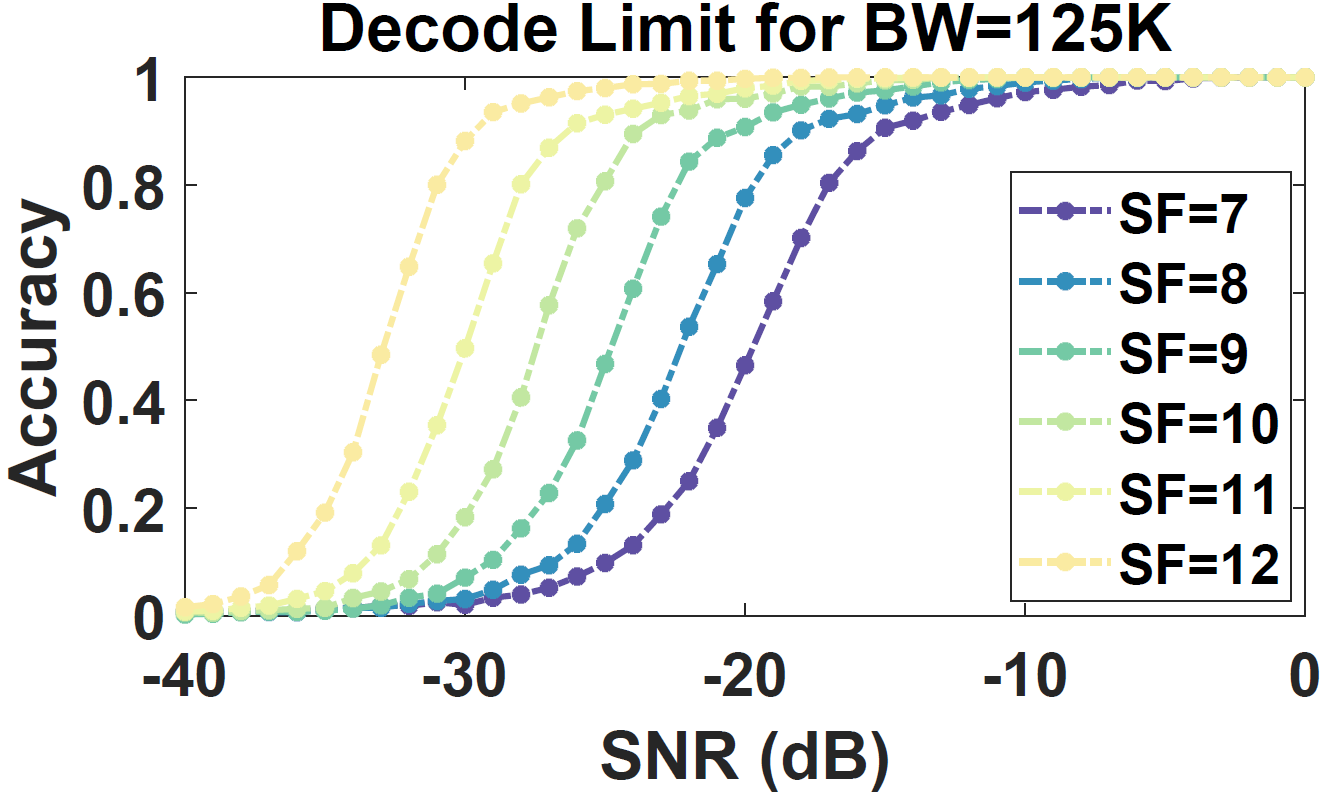 Decode Limit for BW=125K
1
0.8
0.6
0.4
0.2
0
Accuracy
-40
-30
-20
-10
0
SNR (dB)
SF=7
SF=8
SF=9
SF=10
SF=11
SF=12